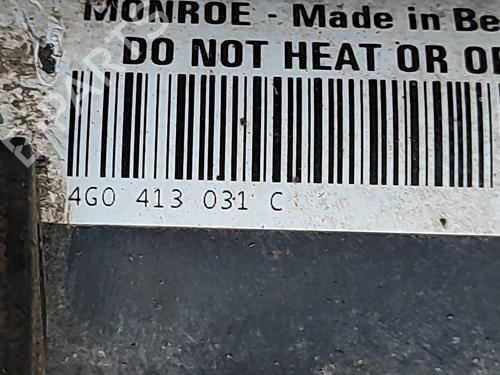 MONROE - Made in Be
DO NOT HEAT OR O
4G0 413 031 C